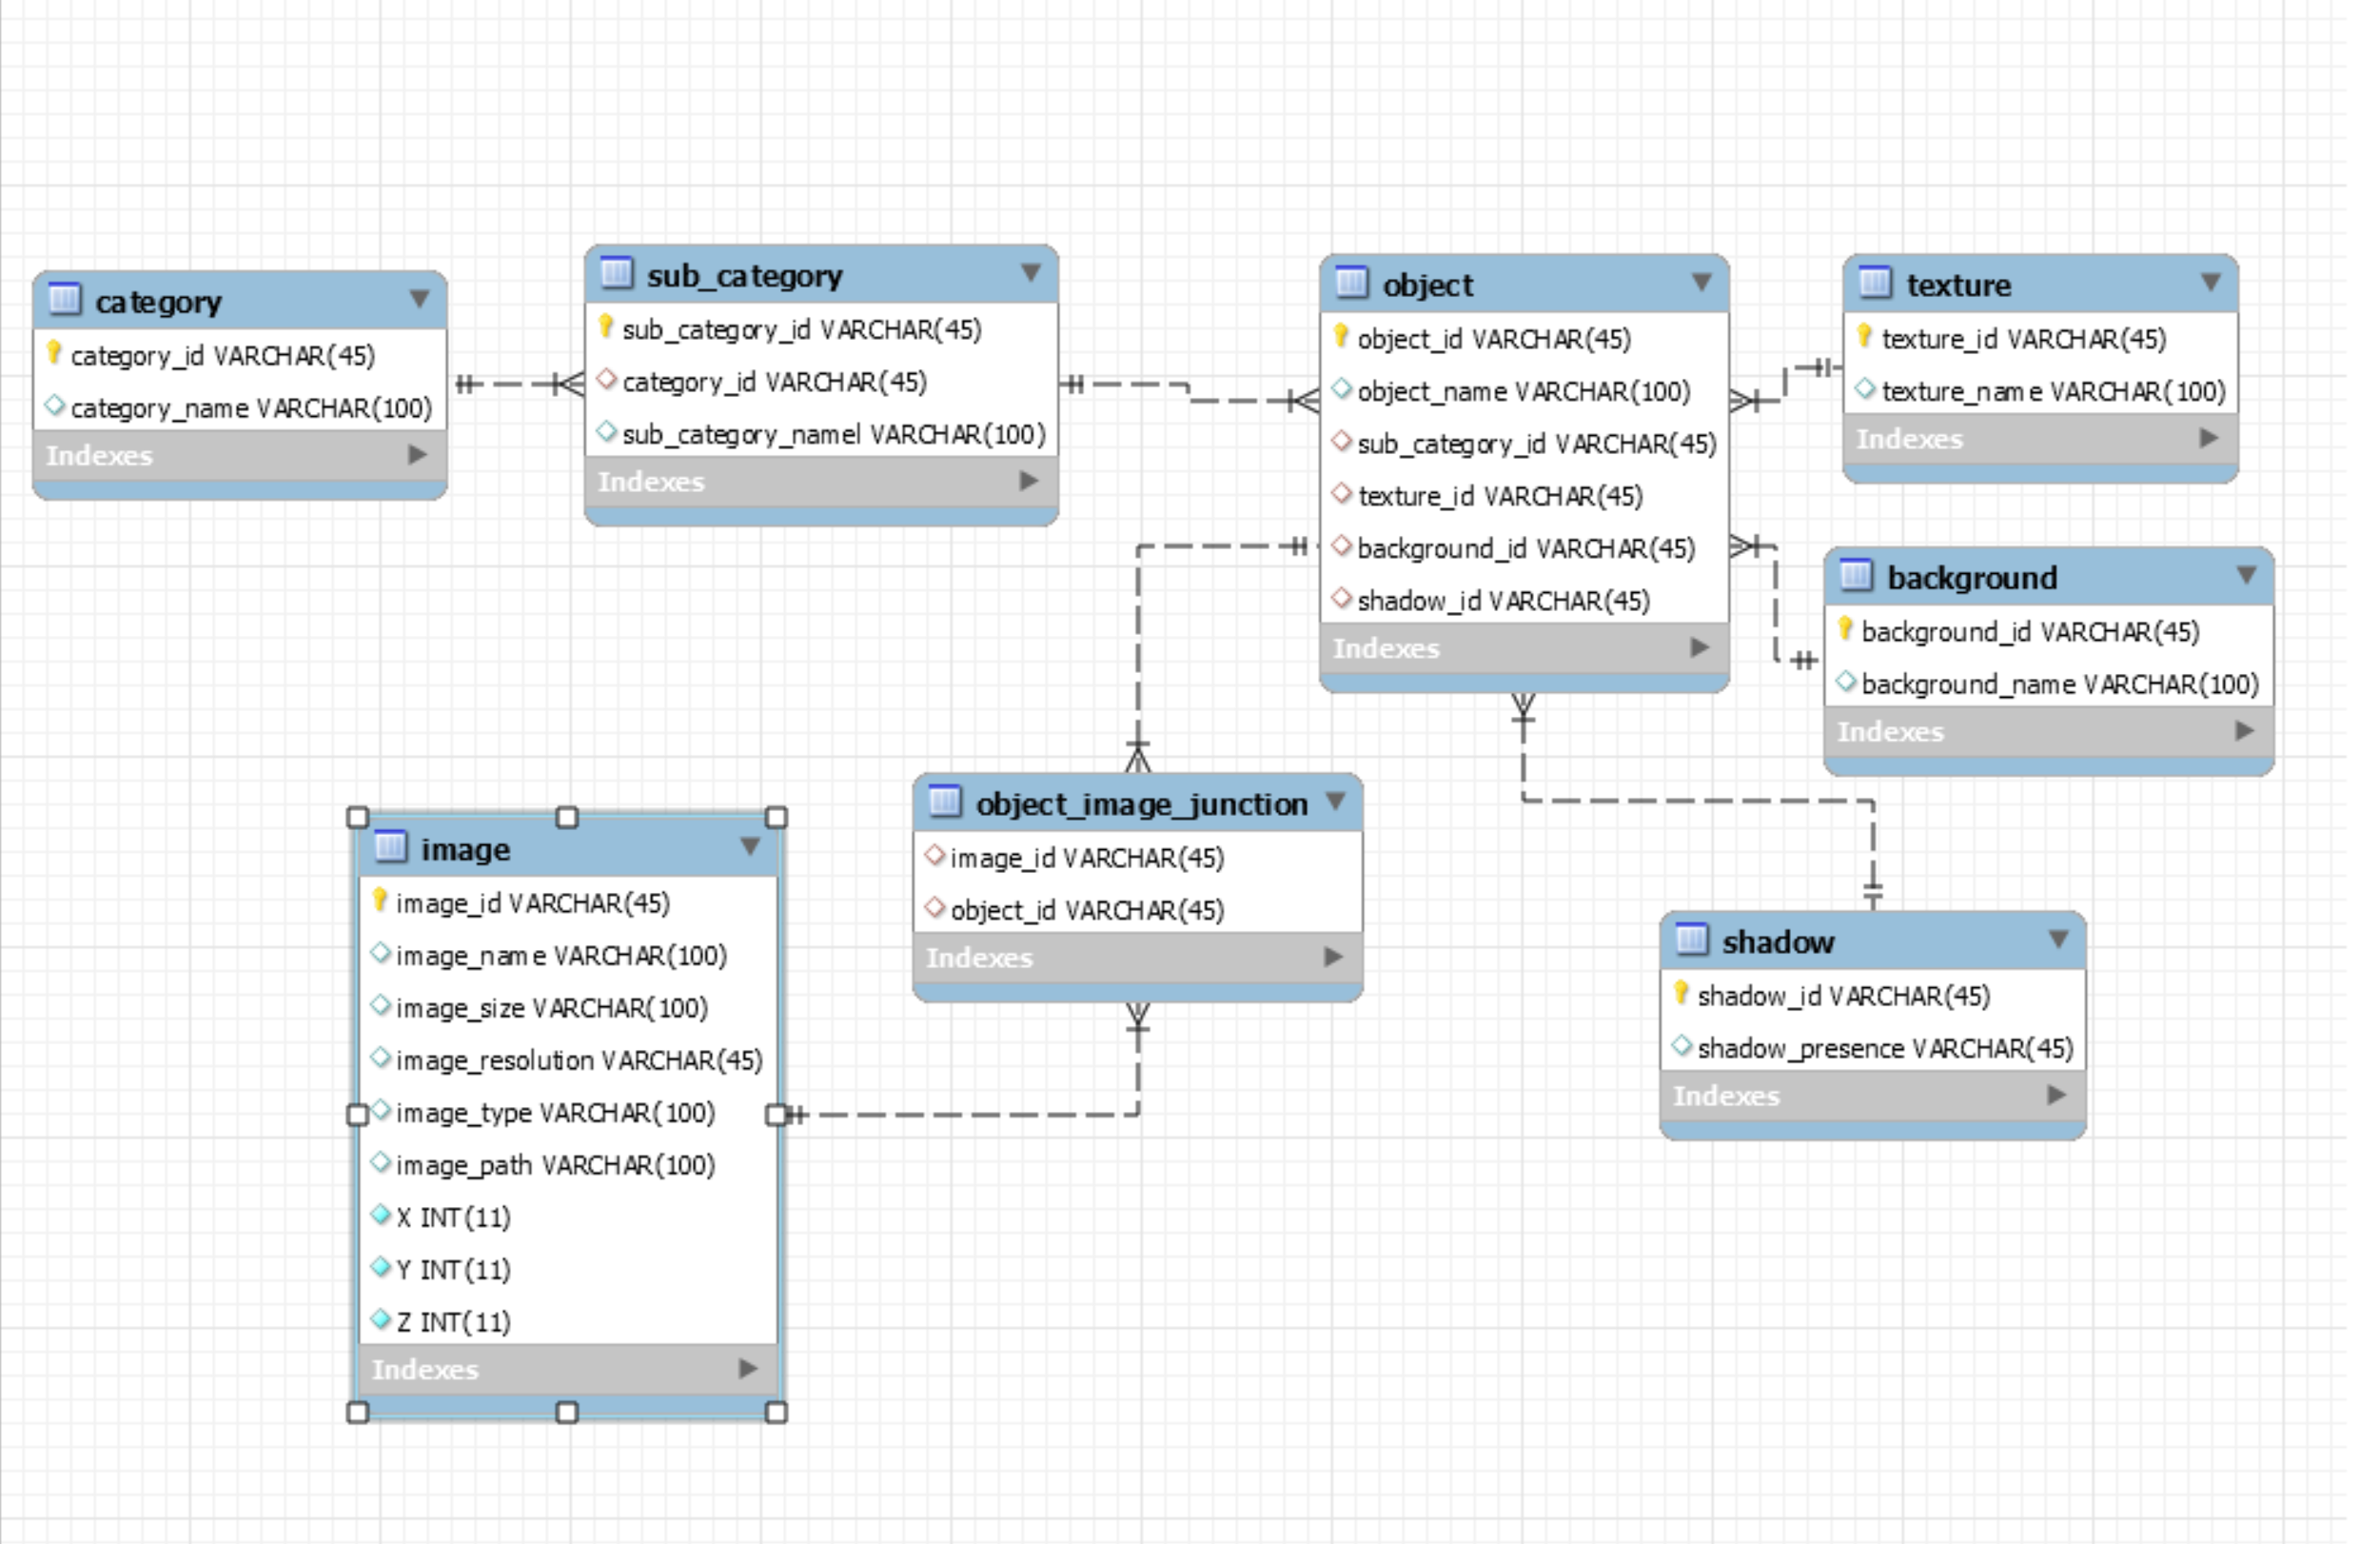 category
category_id VARCHAR(45)
category_name VARCHAR(100)
Indexes
sub_category
sub_category_id VARCHAR(45)
category_id VARCHAR(45)
sub_category_namel VARCHAR(100)
Indexes
object
object_id VARCHAR(45)
object_name VARCHAR(100)
sub_category_id VARCHAR(45)
texture_id VARCHAR(45)
background_id VARCHAR(45)
shadow_id VARCHAR(45)
Indexes
texture
texture_id VARCHAR(45)
texture_name VARCHAR(100)
Indexes
background
background_id VARCHAR(45)
background_name VARCHAR(100)
Indexes
image
image_id VARCHAR(45)
image_name VARCHAR(100)
image_size VARCHAR(100)
image_resolution VARCHAR(45)
image_type VARCHAR(100)
image_path VARCHAR(100)
X INT(11)
Y INT(11)
Z INT(11)
Indexes
object_image_junction
image_id VARCHAR(45)
object_id VARCHAR(45)
Indexes
shadow
shadow_id VARCHAR(45)
shadow_presence VARCHAR(45)
Indexes